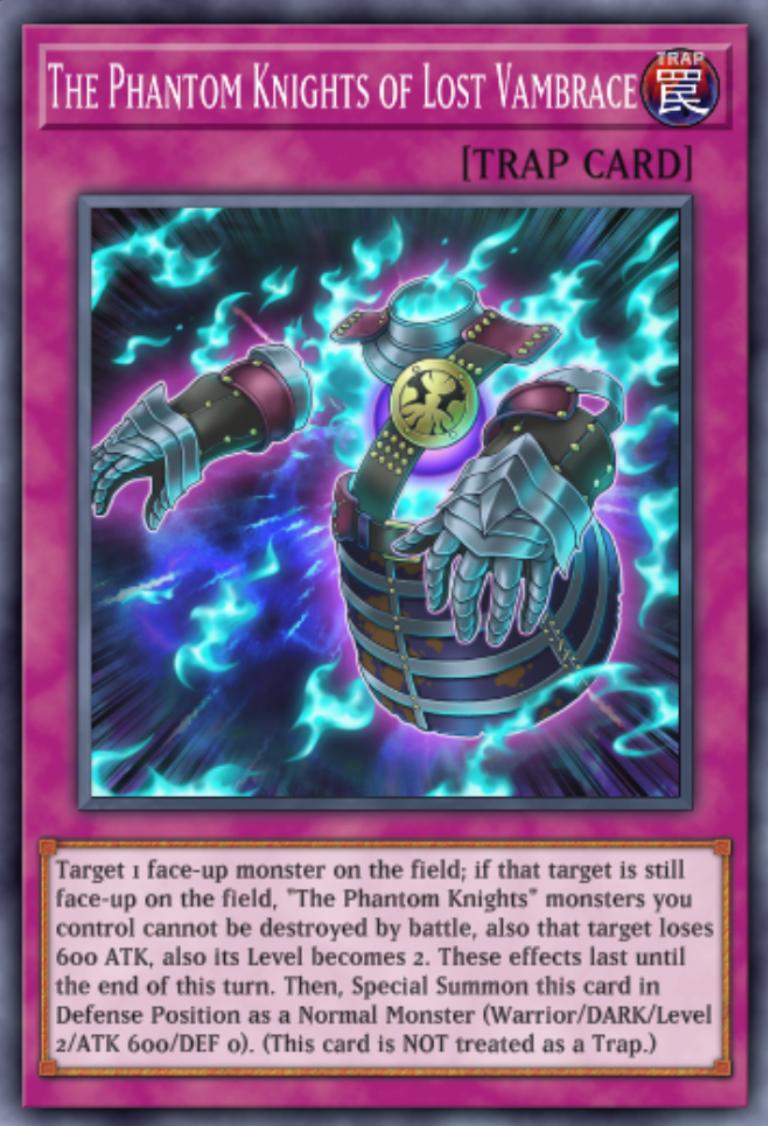 The Phantom Knights of Lost Vambrace
TRAP
罠
[TRAP CARD]
Target 1 face-up monster on the field; if that target is still
face-up on the field, "The Phantom Knights" monsters you
control cannot be destroyed by battle, also that target loses
600 ATK, also its Level becomes 2. These effects last until
the end of this turn. Then, Special Summon this card in
Defense Position as a Normal Monster (Warrior/DARK/Level
2/ATK 600/DEF 0). (This card is NOT treated as a Trap.)